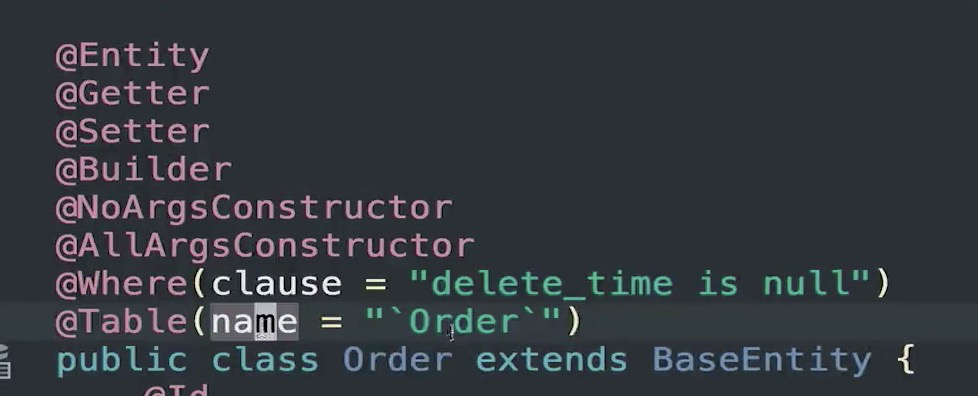 @Entity
@Getter
@Setter
@Builder
@NoArgsConstructor
@AllArgsConstructor
@Where(clause = "delete_time is null")
@Table(name = "`Order`")
public class Order extends BaseEntity {
@Id